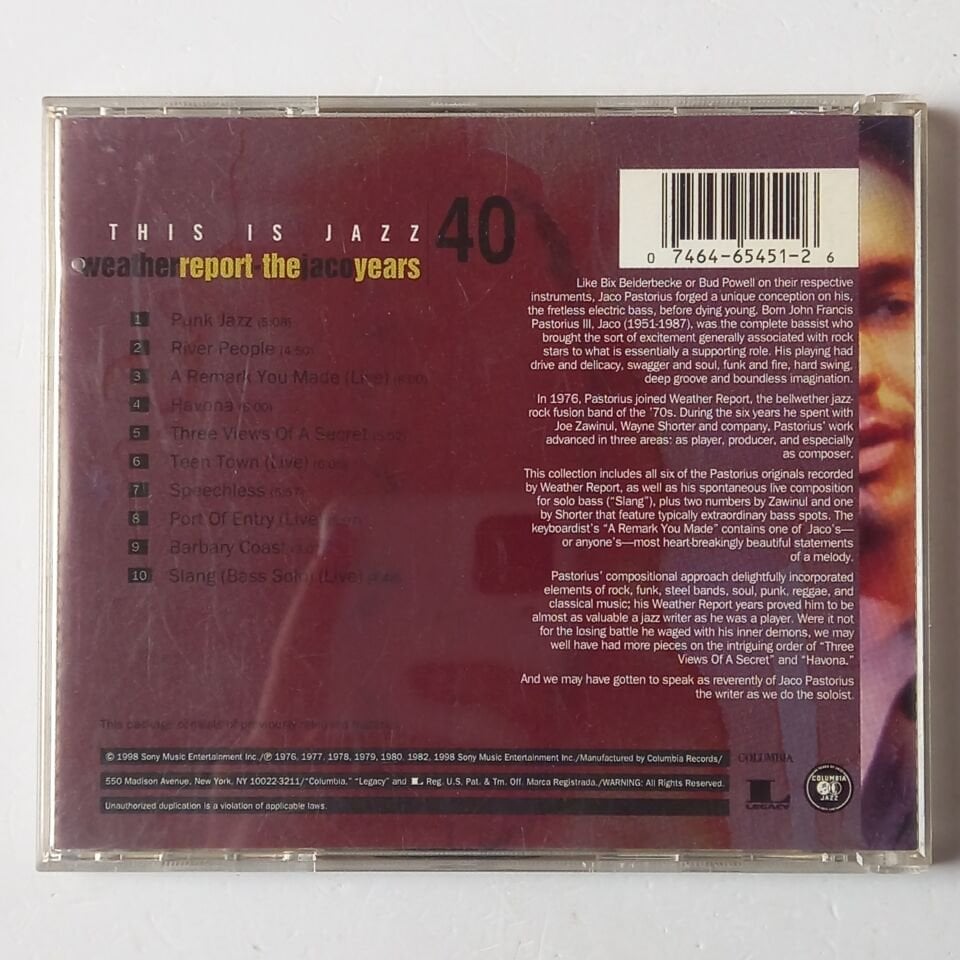 THIS IS JAZZ 40
weather report-the jaco years
1 Punk Jazz (5:08)
2 River People (4:50)
3 A Remark You Made (Live)
4 Havona (6:00)
5 Three Views Of A Secret
6 Teen Town (Live)
7 Speechless (5:57)
8 Port Of Entry (Live)
9 Barbary Coast
10 Slang (Bass Solo) (Live)
This package consists of previously released
0 7464-65451-2 6
Like Bix Beiderbecke or Bud Powell on their respective
instruments, Jaco Pastorius forged a unique conception on his,
the fretless electric bass, before dying young. Born John Francis
Pastorius III, Jaco (1951-1987), was the complete bassist who
brought the sort of excitement generally associated with rock
stars to what is essentially a supporting role. His playing had
drive and delicacy, swagger and soul, funk and fire, hard swing,
deep groove and boundless imagination.
In 1976, Pastorius joined Weather Report, the bellwether jazz-
rock fusion band of the '70s. During the six years he spent with
Joe Zawinul, Wayne Shorter and company, Pastorius' work
advanced in three areas: as player, producer, and especially
as composer.
This collection includes all six of the Pastorius originals recorded
by Weather Report, as well as his spontaneous live composition
for solo bass ("Slang"), plus two numbers by Zawinul and one
by Shorter that feature typically extraordinary bass spots. The
keyboardist's "A Remark You Made" contains one of Jaco's—
or anyone's—most heart-breakingly beautiful statements
of a melody.
Pastorius' compositional approach delightfully incorporated
elements of rock, funk, steel bands, soul, punk, reggae, and
classical music; his Weather Report years proved him to be
almost as valuable a jazz writer as he was a player. Were it not
for the losing battle he waged with his inner demons, we may
well have had more pieces on the intriguing order of "Three
Views Of A Secret" and "Havona."
And we may have gotten to speak as reverently of Jaco Pastorius
the writer as we do the soloist.
© 1998 Sony Music Entertainment Inc./℗ 1976, 1977, 1978, 1979, 1980, 1982, 1998 Sony Music Entertainment Inc./Manufactured by Columbia Records/
550 Madison Avenue, New York, NY 10022-3211/"Columbia," "Legacy" and L Reg. U.S. Pat. & Tm. Off. Marca Registrada./WARNING: All Rights Reserved.
Unauthorized duplication is a violation of applicable laws.
COLUMBIA
L
LEGACY
COLUMBIA
JAZZ